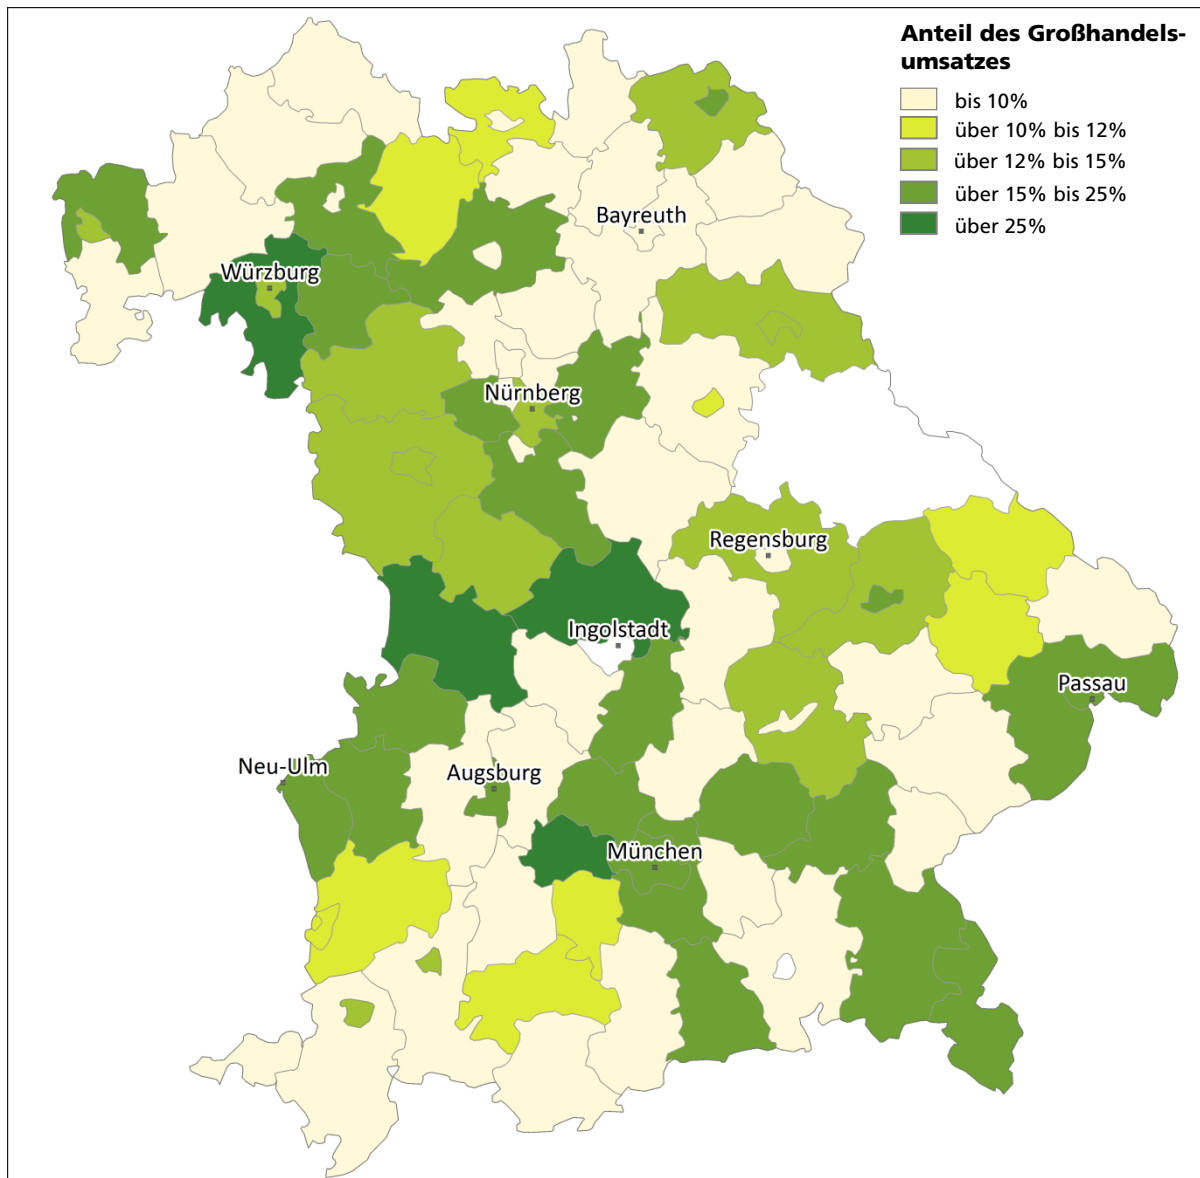 Anteil des Großhandels-
umsatzes
bis 10%
über 10% bis 12%
über 12% bis 15%
über 15% bis 25%
über 25%
Bayreuth
Würzburg
Nürnberg
Regensburg
Ingolstadt
Passau
Neu-Ulm
Augsburg
München